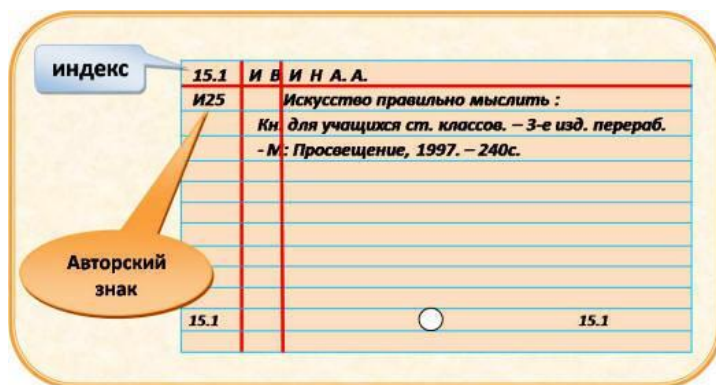 индекс
15.1 И В И Н А. А.
И25 Искусство правильно мыслить :
Кн. для учащихся ст. классов. – 3-е изд. перераб.
- М: Просвещение, 1997. – 240с.
Авторский
знак
15.1 15.1